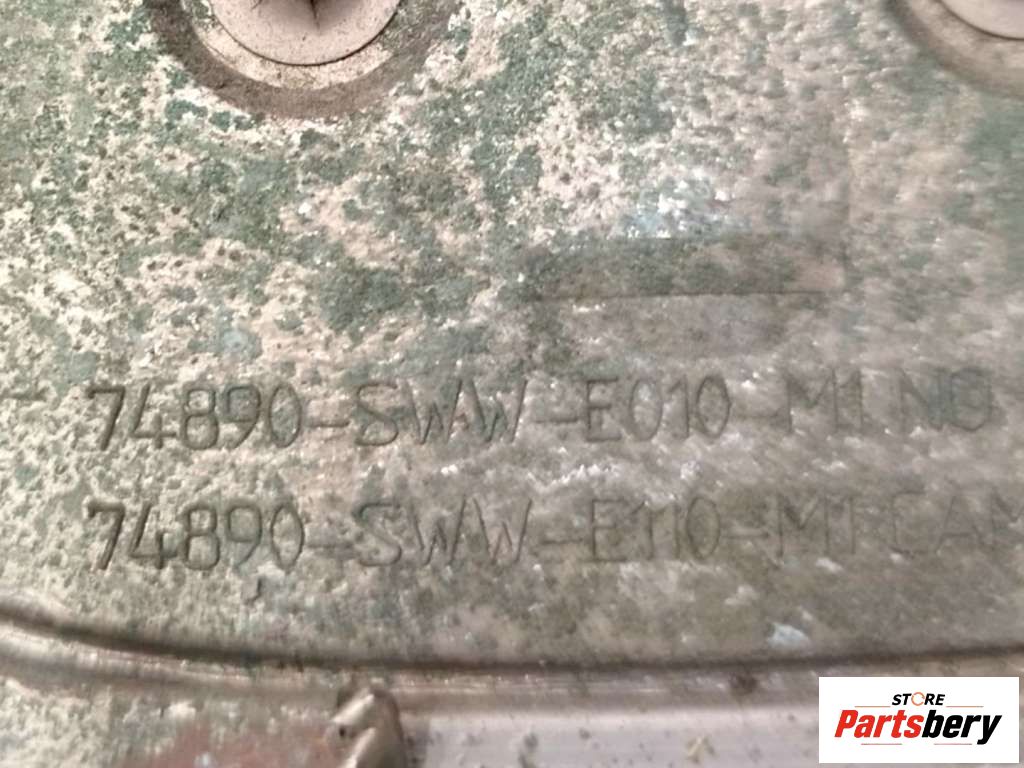 74890-SWW-E010-M1 NO
74890-SWW-E110-M1 CAM
STORE
Partsbery